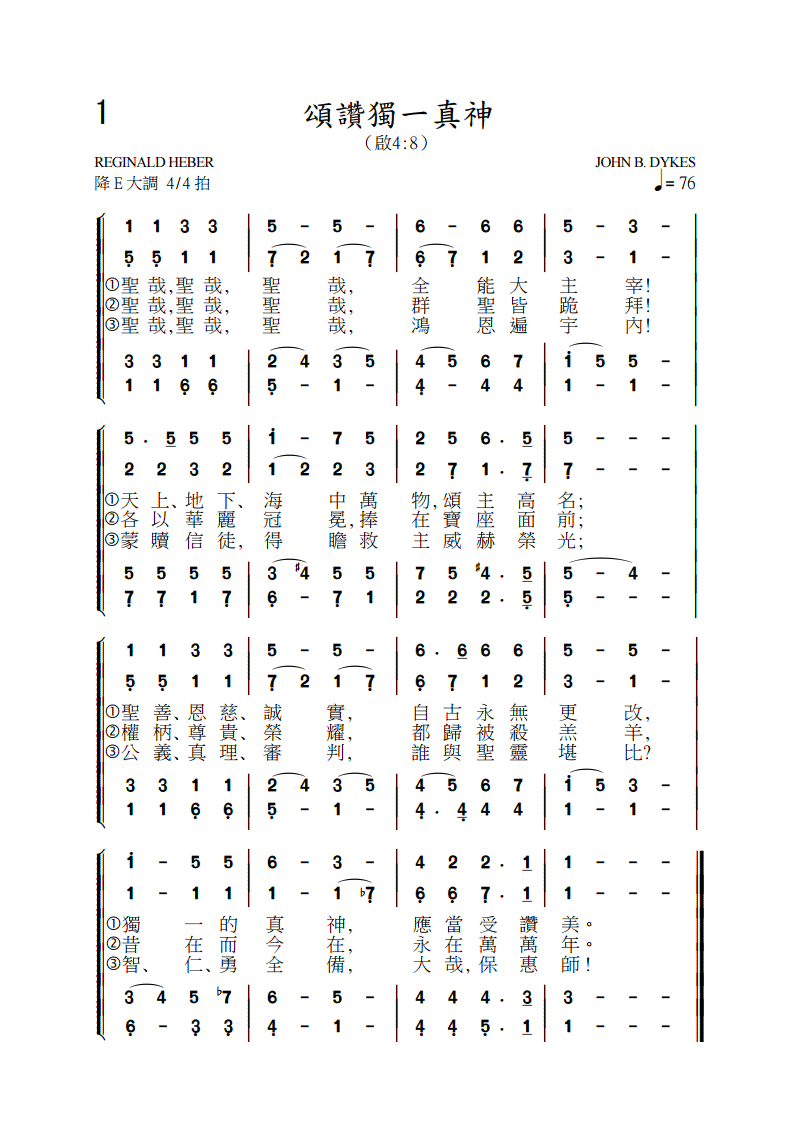 1
頌讚獨一真神
（啟4:8）
REGINALD HEBER JOHN B. DYKES
降E大調 4/4拍 ♩= 76
1 1 3 3 | 5 - 5 - | 6 - 6 6 | 5 - 3 -
5̣ 5̣ 1 1 | 7̣ 2 1 7̣ | 6̣ 7̣ 1 2 | 3 - 1 -
①聖哉,聖哉, 聖哉, 全能大主宰!
②聖哉,聖哉, 聖哉, 群聖皆跪拜!
③聖哉,聖哉, 聖哉, 鴻恩遍宇內!
3 3 1 1 | 2 4 3 5 | 4 5 6 7 | 1̇ 5 5 -
1 1 6̣ 6̣ | 5̣ - 1 - | 4̣ - 4 4 | 1 - 1 -
5 . 5̲ 5 5 | 1̇ - 7 5 | 2 5 6 . 5̲ | 5 - - -
2 2 3 2 | 1 2 2 3 | 2 7̣ 1 . 7̣̲ | 7̣ - - -
①天上、地下、海中萬物,頌主高名;
②各以華麗冠冕,捧在寶座面前;
③蒙贖信徒,得瞻救主威赫榮光;
5 5 5 5 | 3 ♯4 5 5 | 7 5 ♯4 . 5̲ | 5 - 4 -
7̣ 7̣ 1 7̣ | 6̣ - 7̣ 1 | 2 2 2 . 5̣̲ | 5̣ - - -
1 1 3 3 | 5 - 5 - | 6 . 6̲ 6 6 | 5 - 5 -
5̣ 5̣ 1 1 | 7̣ 2 1 7̣ | 6̣ 7̣ 1 2 | 3 - 1 -
①聖善、恩慈、誠實, 自古永無更改,
②權柄、尊貴、榮耀, 都歸被殺羔羊,
③公義、真理、審判, 誰與聖靈堪比?
3 3 1 1 | 2 4 3 5 | 4 5 6 7 | 1̇ 5 3 -
1 1 6̣ 6̣ | 5̣ - 1 - | 4̣ . 4̣̲ 4 4 | 1 - 1 -
1̇ - 5 5 | 6 - 3 - | 4 2 2 . 1̲ | 1 - - -
1 - 1 1 | 1 - 1 ♭7̣ | 6̣ 6̣ 7̣ . 1̲ | 1 - - -
①獨一的真神, 應當受讚美。
②昔在而今在, 永在萬萬年。
③智、仁、勇全備, 大哉,保惠師!
3 4 5 ♭7 | 6 - 5 - | 4 4 4 . 3̲ | 3 - - -
6̣ - 3̣ 3̣ | 4̣ - 1 - | 4̣ 4̣ 5̣ . 1̲ | 1 - - -